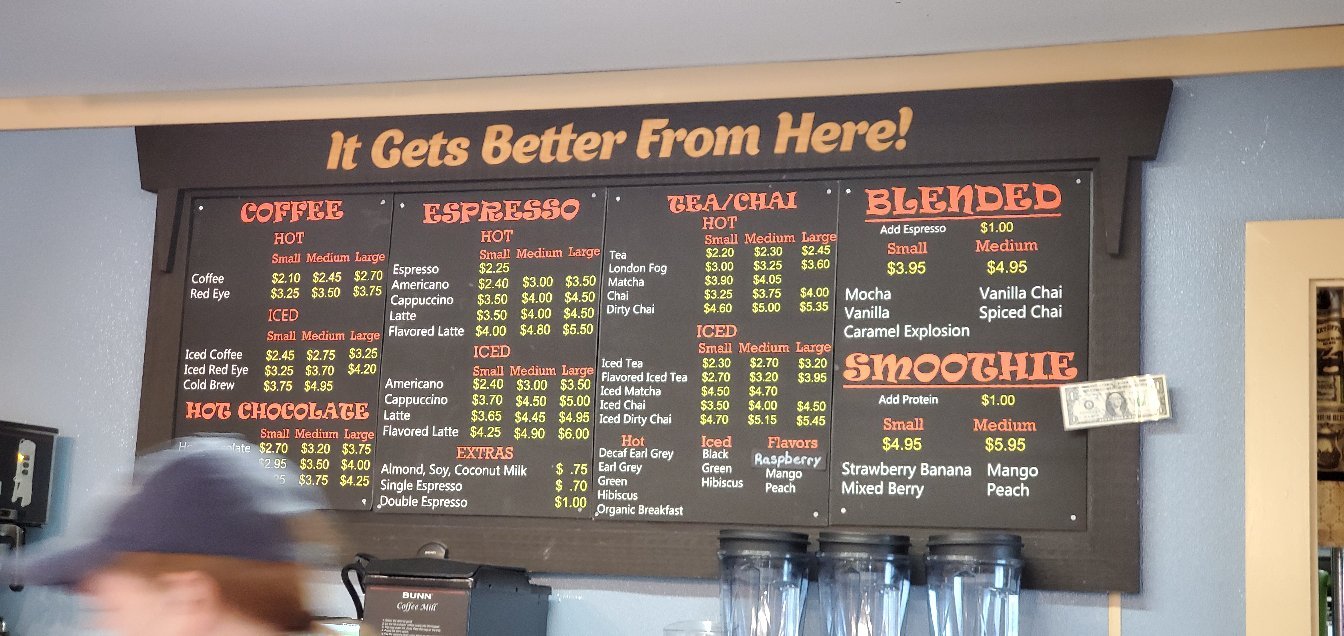 It Gets Better From Here!
COFFEE
HOT
Small Medium Large
Coffee $2.10 $2.45 $2.70
Red Eye $3.25 $3.50 $3.75
ICED
Small Medium Large
Iced Coffee $2.45 $2.75 $3.25
Iced Red Eye $3.25 $3.70 $4.20
Cold Brew $3.75 $4.95
HOT CHOCOLATE
Small Medium Large
$2.70 $3.20 $3.75
$2.95 $3.50 $4.00
$3.75 $4.25
ESPRESSO
HOT
Small Medium Large
Espresso $2.25
Americano $2.40 $3.00 $3.50
Cappuccino $3.50 $4.00 $4.50
Latte $3.50 $4.00 $4.50
Flavored Latte $4.00 $4.80 $5.50
ICED
Small Medium Large
Americano $2.40 $3.00 $3.50
Cappuccino $3.70 $4.50 $5.00
Latte $3.65 $4.45 $4.95
Flavored Latte $4.25 $4.90 $6.00
EXTRAS
Almond, Soy, Coconut Milk $ .75
Single Espresso $ .70
Double Espresso $1.00
TEA/CHAI
HOT
Small Medium Large
Tea $2.20 $2.30 $2.45
London Fog $3.00 $3.25 $3.60
Matcha $3.90 $4.05
Chai $3.25 $3.75 $4.00
Dirty Chai $4.60 $5.00 $5.35
ICED
Small Medium Large
Iced Tea $2.30 $2.70 $3.20
Flavored Iced Tea $2.70 $3.20 $3.95
Iced Matcha $4.50 $4.70
Iced Chai $3.50 $4.00 $4.50
Iced Dirty Chai $4.70 $5.15 $5.45
Hot Iced Flavors
Decaf Earl Grey Black Raspberry
Earl Grey Green Mango
Green Hibiscus Peach
Hibiscus
Organic Breakfast
BLENDED
Add Espresso $1.00
Small Medium
$3.95 $4.95
Mocha Vanilla Chai
Vanilla Spiced Chai
Caramel Explosion
SMOOTHIE
Add Protein $1.00
Small Medium
$4.95 $5.95
Strawberry Banana Mango
Mixed Berry Peach
BUNN
Coffee Mill